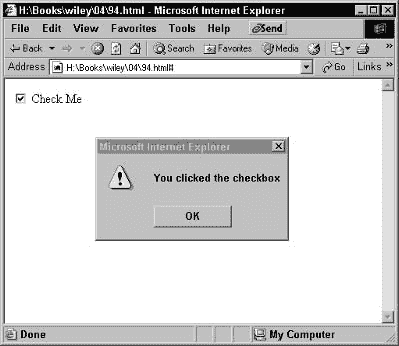 H:\Books\wiley\04\94.html - Microsoft Internet Explorer
File Edit View Favorites Tools Help Send
Back Search Favorites Media »
Address H:\Books\wiley\04\94.html# Go Links »
Check Me
Microsoft Internet Explorer
You clicked the checkbox
OK
Done My Computer